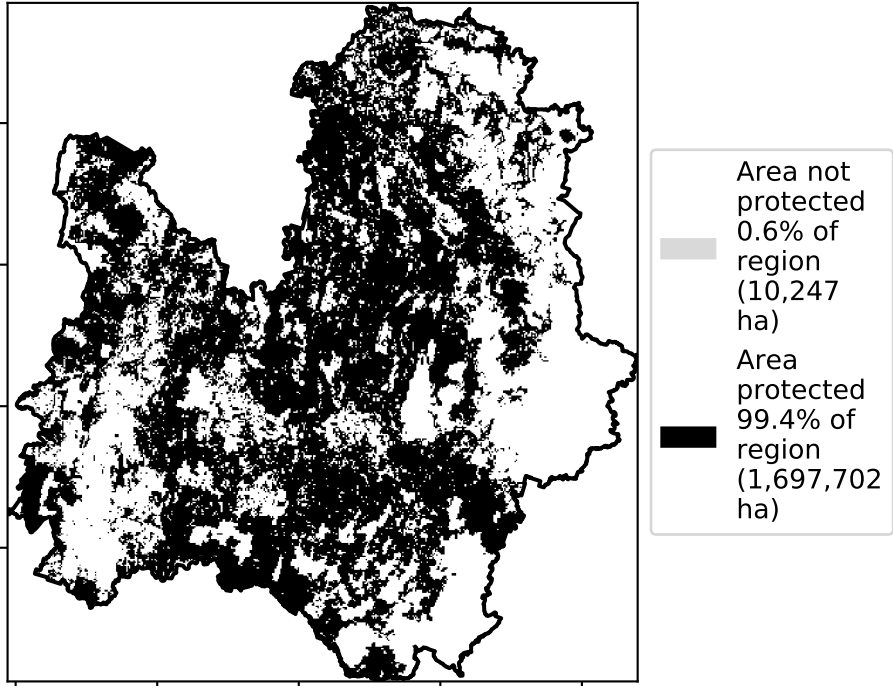 Area not
protected
0.6% of
region
(10,247
ha)
Area
protected
99.4% of
region
(1,697,702
ha)